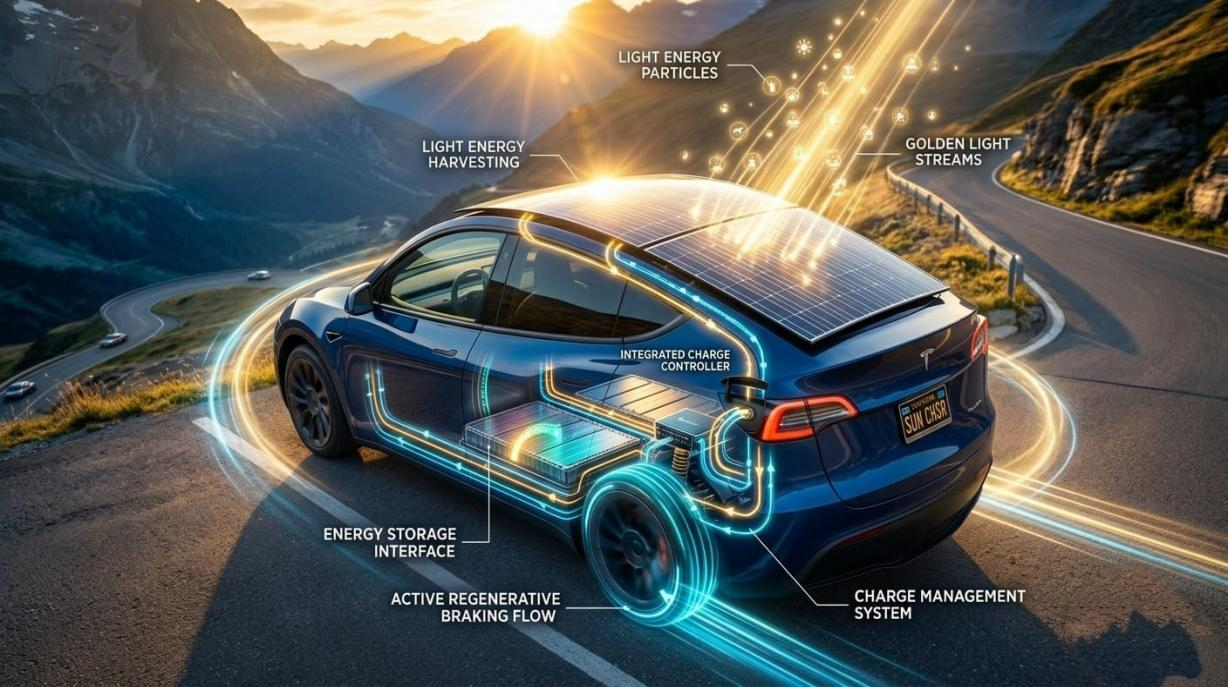 LIGHT ENERGY
PARTICLES
LIGHT ENERGY
HARVESTING
GOLDEN LIGHT
STREAMS
INTEGRATED CHARGE
CONTROLLER
SUN CHSR
ENERGY STORAGE
INTERFACE
ACTIVE REGENERATIVE
BRAKING FLOW
CHARGE MANAGEMENT
SYSTEM